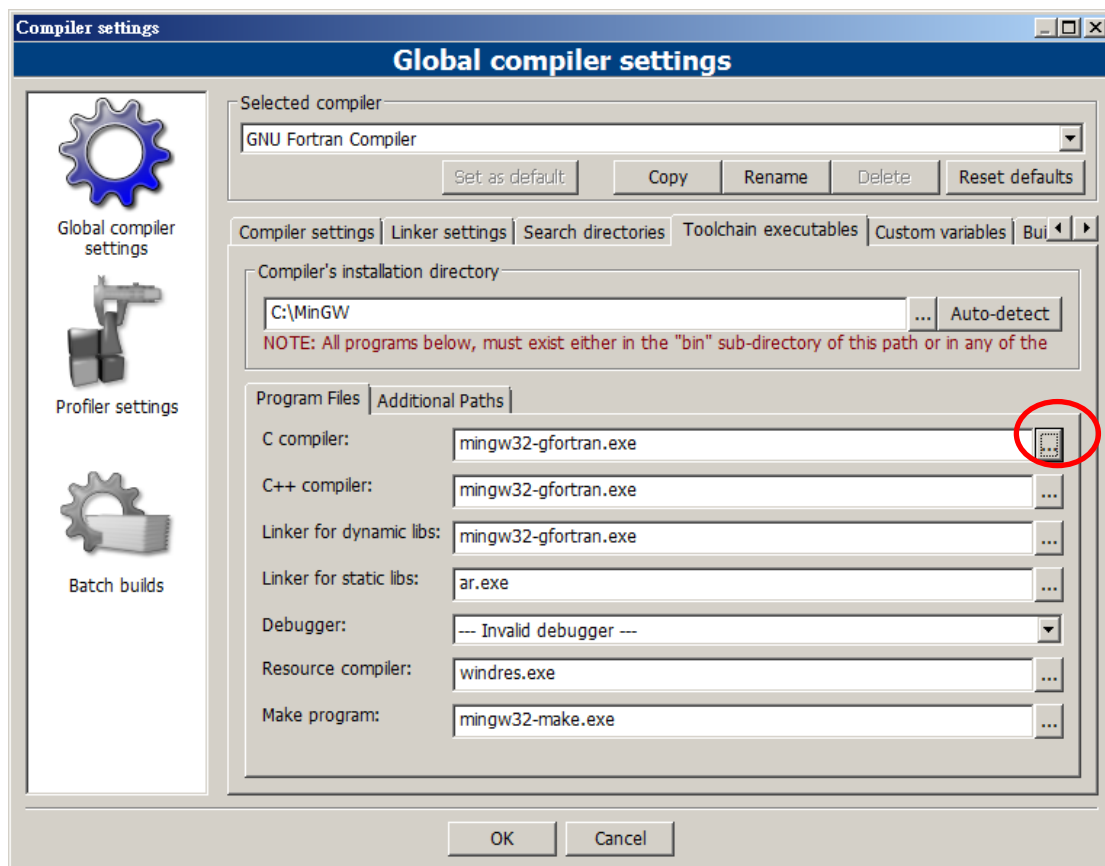 Compiler settings
Global compiler settings
Global compiler
settings
Profiler settings
Batch builds
Selected compiler
GNU Fortran Compiler
Set as default Copy Rename Delete Reset defaults
Compiler settings Linker settings Search directories Toolchain executables Custom variables Bui
Compiler's installation directory
C:\MinGW ... Auto-detect
NOTE: All programs below, must exist either in the "bin" sub-directory of this path or in any of the
Program Files Additional Paths
C compiler: mingw32-gfortran.exe ...
C++ compiler: mingw32-gfortran.exe ...
Linker for dynamic libs: mingw32-gfortran.exe ...
Linker for static libs: ar.exe ...
Debugger: --- Invalid debugger ---
Resource compiler: windres.exe ...
Make program: mingw32-make.exe ...
OK Cancel